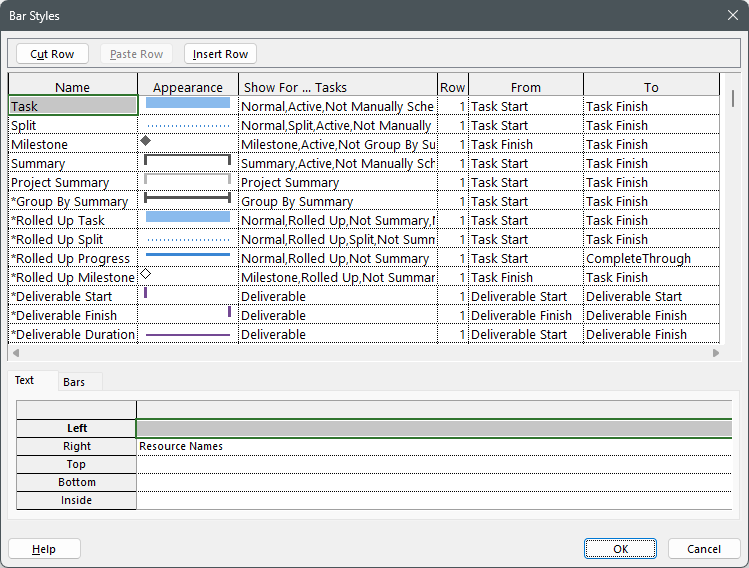 Bar Styles
Cut Row Paste Row Insert Row
Name Appearance Show For ... Tasks Row From To
Task Normal,Active,Not Manually Sche 1 Task Start Task Finish
Split Normal,Split,Active,Not Manually 1 Task Start Task Finish
Milestone Milestone,Active,Not Group By Su 1 Task Finish Task Finish
Summary Summary,Active,Not Manually Sch 1 Task Start Task Finish
Project Summary Project Summary 1 Task Start Task Finish
*Group By Summary Group By Summary 1 Task Start Task Finish
*Rolled Up Task Normal,Rolled Up,Not Summary, 1 Task Start Task Finish
*Rolled Up Split Normal,Rolled Up,Split,Not Summ 1 Task Start Task Finish
*Rolled Up Progress Normal,Rolled Up,Not Summary 1 Task Start CompleteThrough
*Rolled Up Milestone Milestone,Rolled Up,Not Summar 1 Task Finish Task Finish
*Deliverable Start Deliverable 1 Deliverable Start Deliverable Start
*Deliverable Finish Deliverable 1 Deliverable Finish Deliverable Finish
*Deliverable Duration Deliverable 1 Deliverable Start Deliverable Finish
Text Bars
Left
Right Resource Names
Top
Bottom
Inside
Help OK Cancel